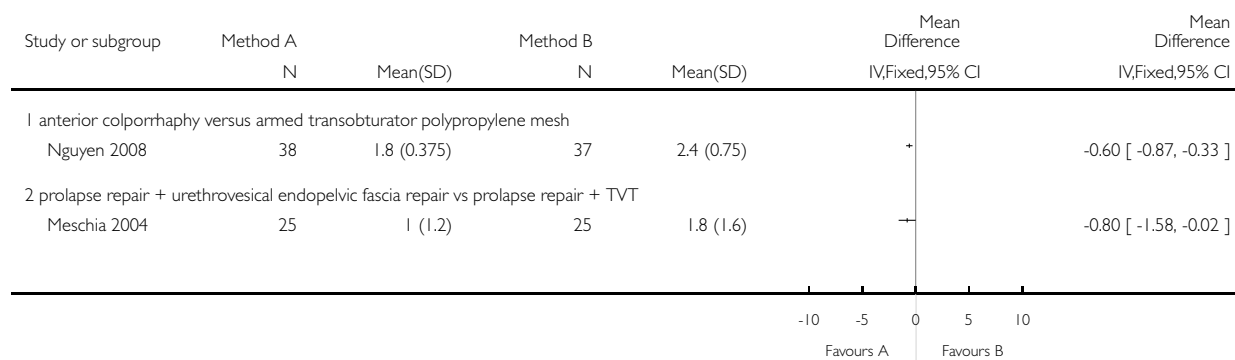 Study or subgroup Method A Method B Mean Difference Mean Difference
N Mean(SD) N Mean(SD) IV,Fixed,95% CI IV,Fixed,95% CI
1 anterior colporrhaphy versus armed transobturator polypropylene mesh
Nguyen 2008 38 1.8 (0.375) 37 2.4 (0.75) -0.60 [ -0.87, -0.33 ]
2 prolapse repair + urethrovesical endopelvic fascia repair vs prolapse repair + TVT
Meschia 2004 25 1 (1.2) 25 1.8 (1.6) -0.80 [ -1.58, -0.02 ]
-10 -5 0 5 10
Favours A Favours B